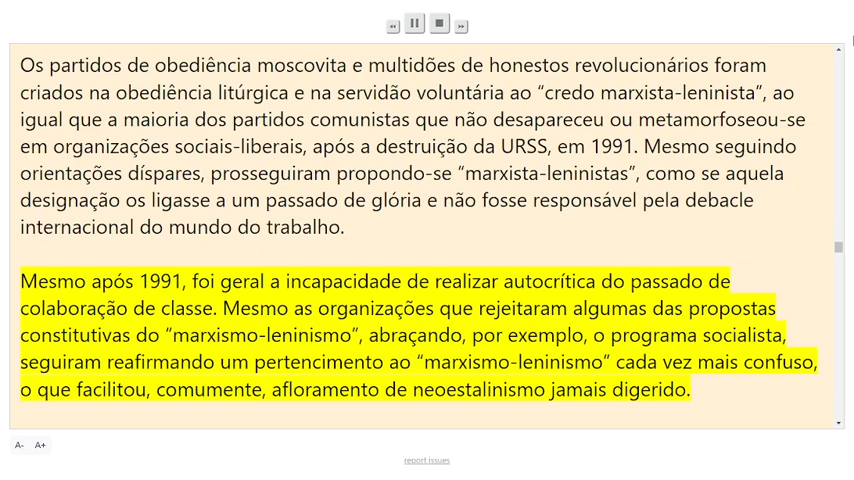 Os partidos de obediência moscovita e multidões de honestos revolucionários foram
criados na obediência litúrgica e na servidão voluntária ao “credo marxista-leninista”, ao
igual que a maioria dos partidos comunistas que não desapareceu ou metamorfoseou-se
em organizações sociais-liberais, após a destruição da URSS, em 1991. Mesmo seguindo
orientações díspares, prosseguiram propondo-se “marxista-leninistas”, como se aquela
designação os ligasse a um passado de glória e não fosse responsável pela debacle
internacional do mundo do trabalho.
Mesmo após 1991, foi geral a incapacidade de realizar autocrítica do passado de
colaboração de classe. Mesmo as organizações que rejeitaram algumas das propostas
constitutivas do “marxismo-leninismo”, abraçando, por exemplo, o programa socialista,
seguiram reafirmando um pertencimento ao “marxismo-leninismo” cada vez mais confuso,
o que facilitou, comumente, afloramento de neoestalinismo jamais digerido.
A- A+
report issues